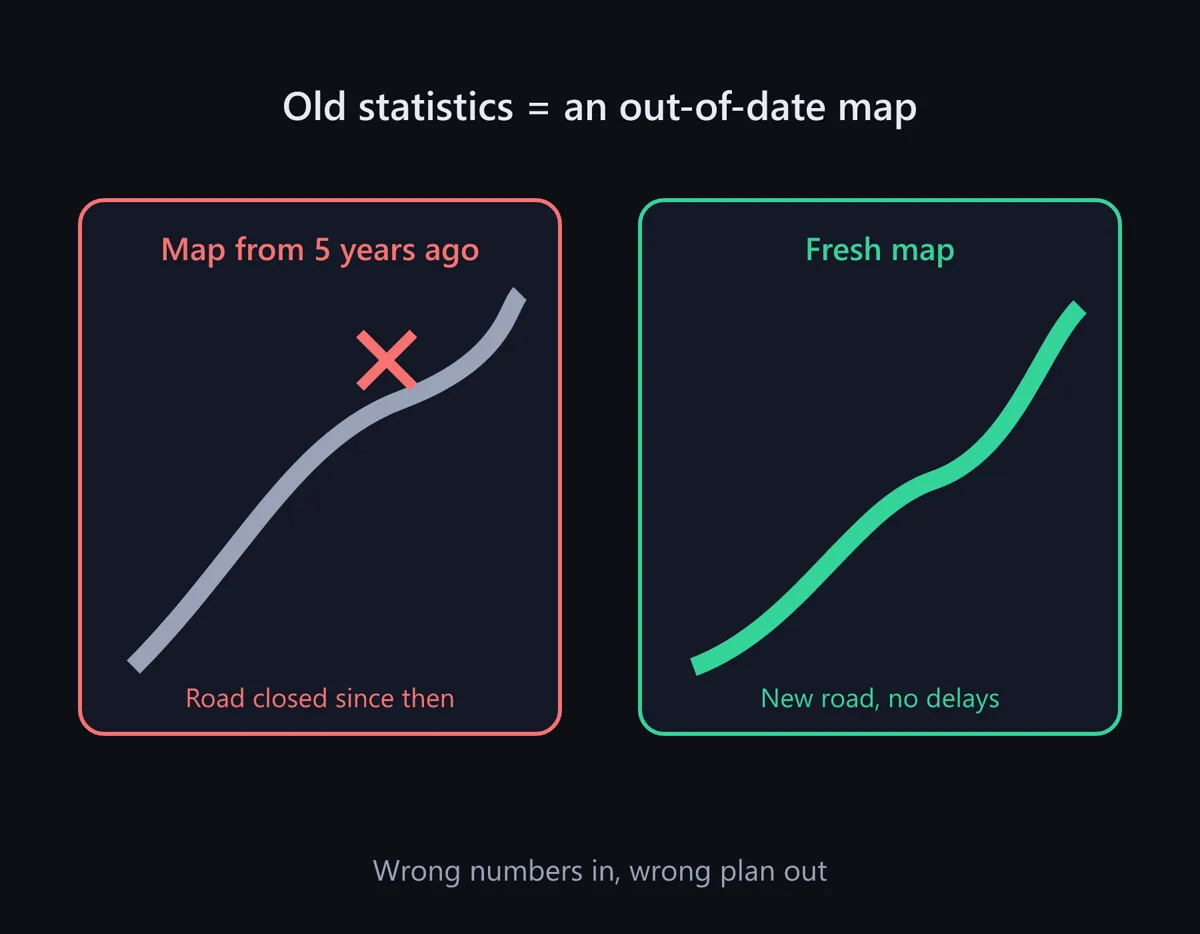 Old statistics = an out-of-date map
Map from 5 years ago
Fresh map
Road closed since then
New road, no delays
Wrong numbers in, wrong plan out